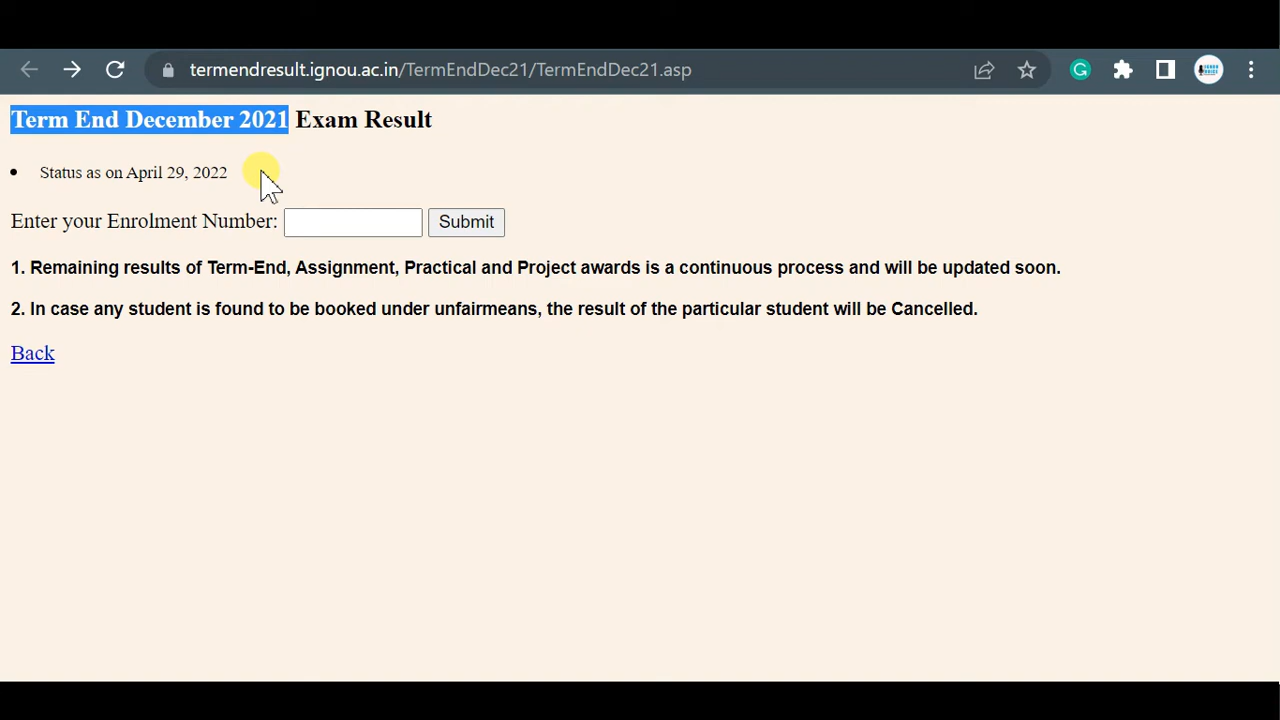 termendresult.ignou.ac.in/TermEndDec21/TermEndDec21.asp
Term End December 2021 Exam Result
Status as on April 29, 2022
Enter your Enrolment Number: Submit
1. Remaining results of Term-End, Assignment, Practical and Project awards is a continuous process and will be updated soon.
2. In case any student is found to be booked under unfairmeans, the result of the particular student will be Cancelled.
Back